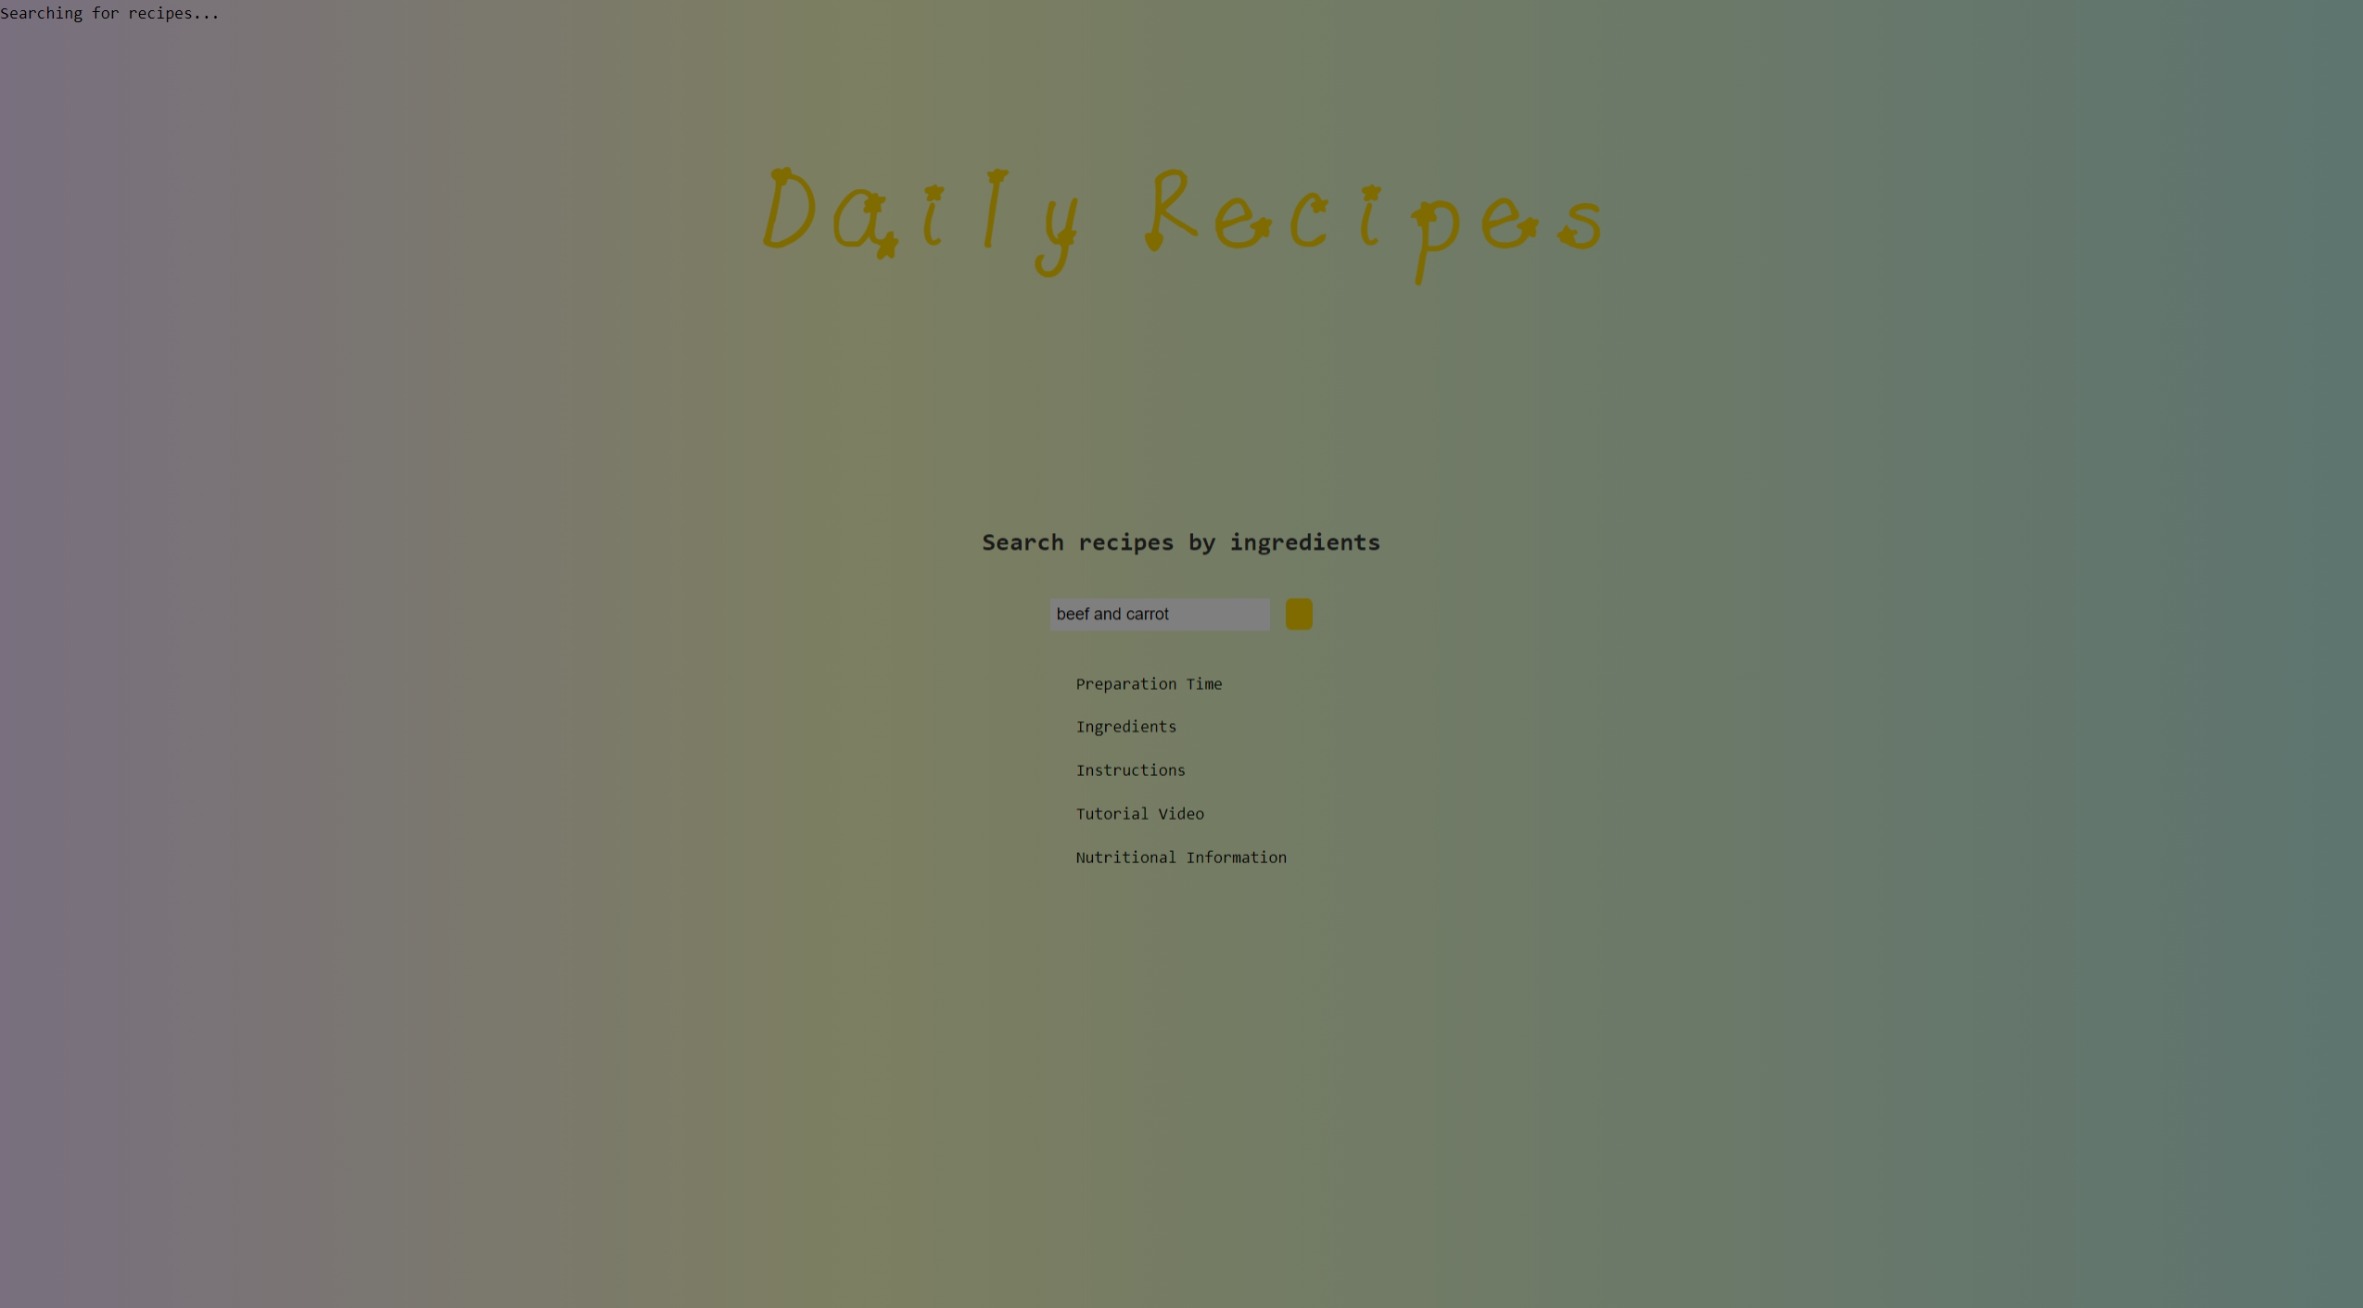 Searching for recipes...
Daily Recipes
Search recipes by ingredients
beef and carrot
Preparation Time
Ingredients
Instructions
Tutorial Video
Nutritional Information